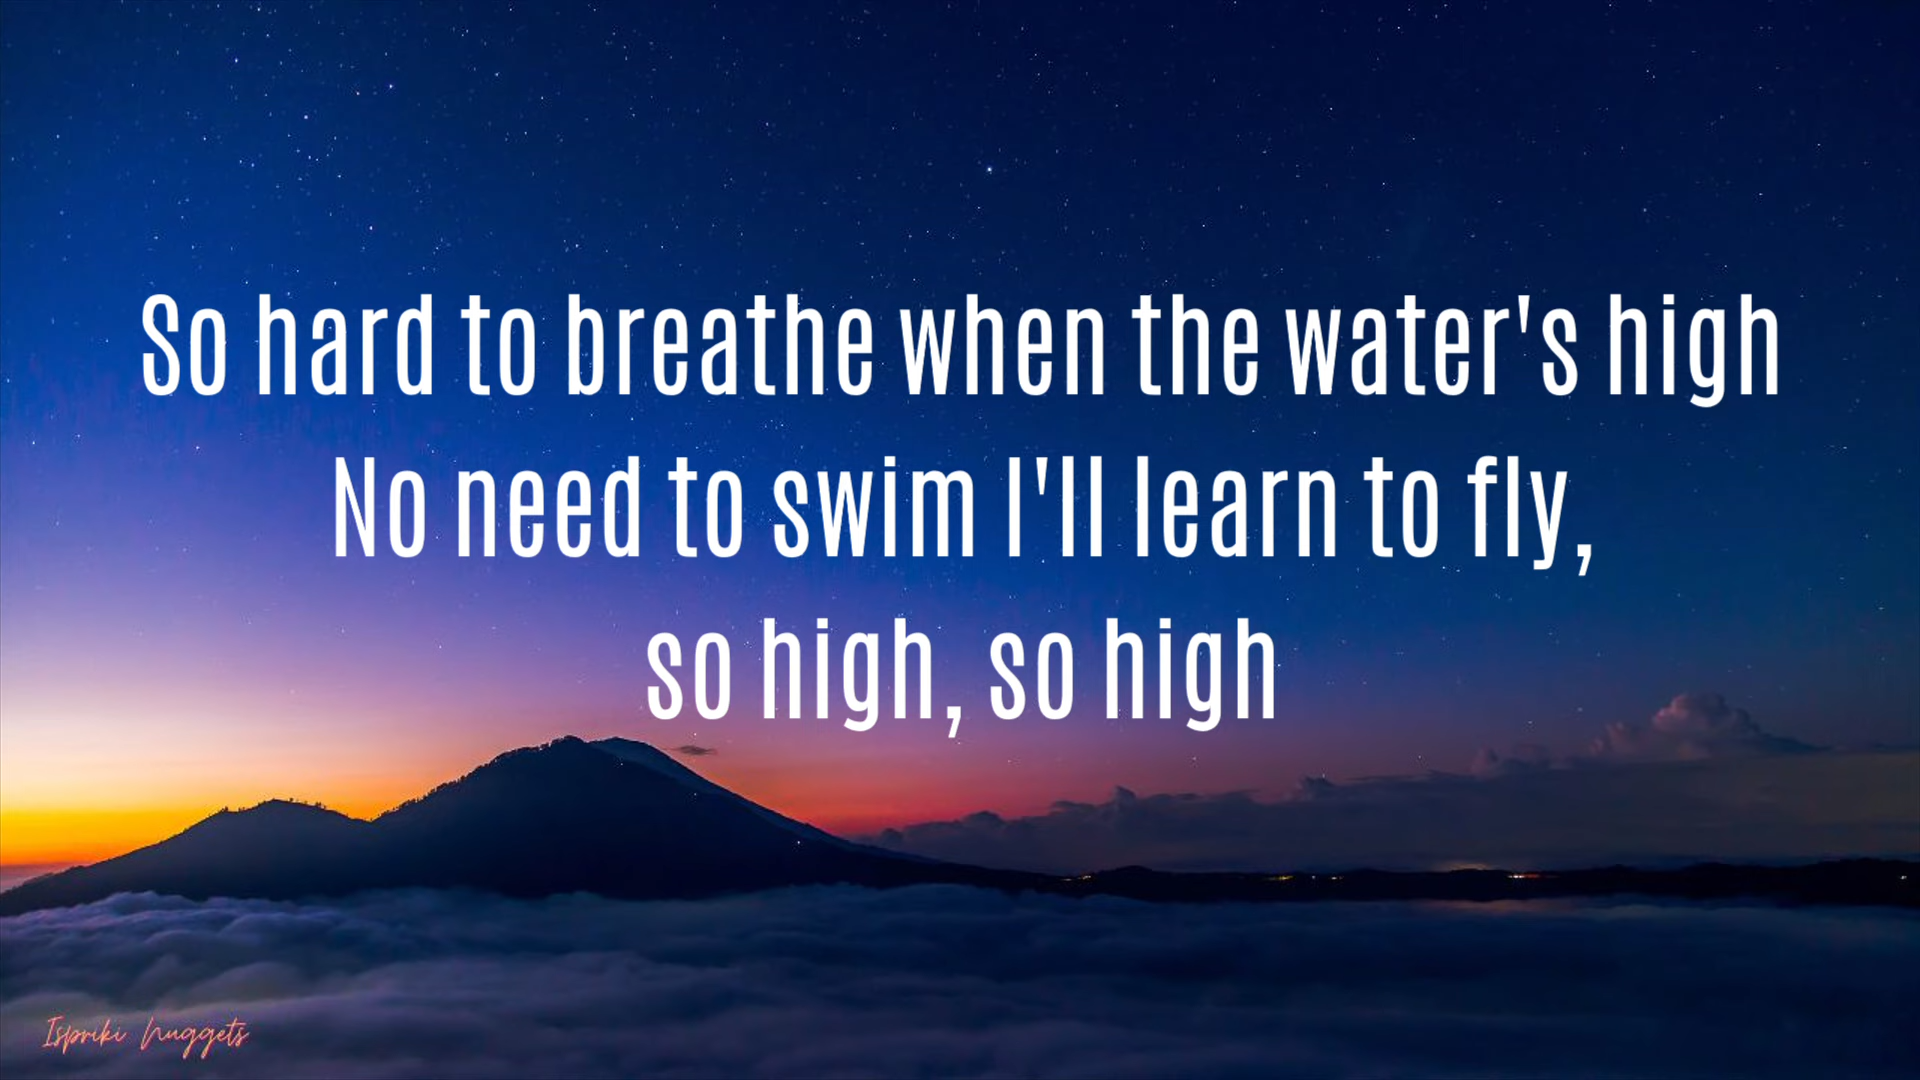 So hard to breathe when the water's high
No need to swim I'll learn to fly,
so high, so high
Ispriki Nuggets